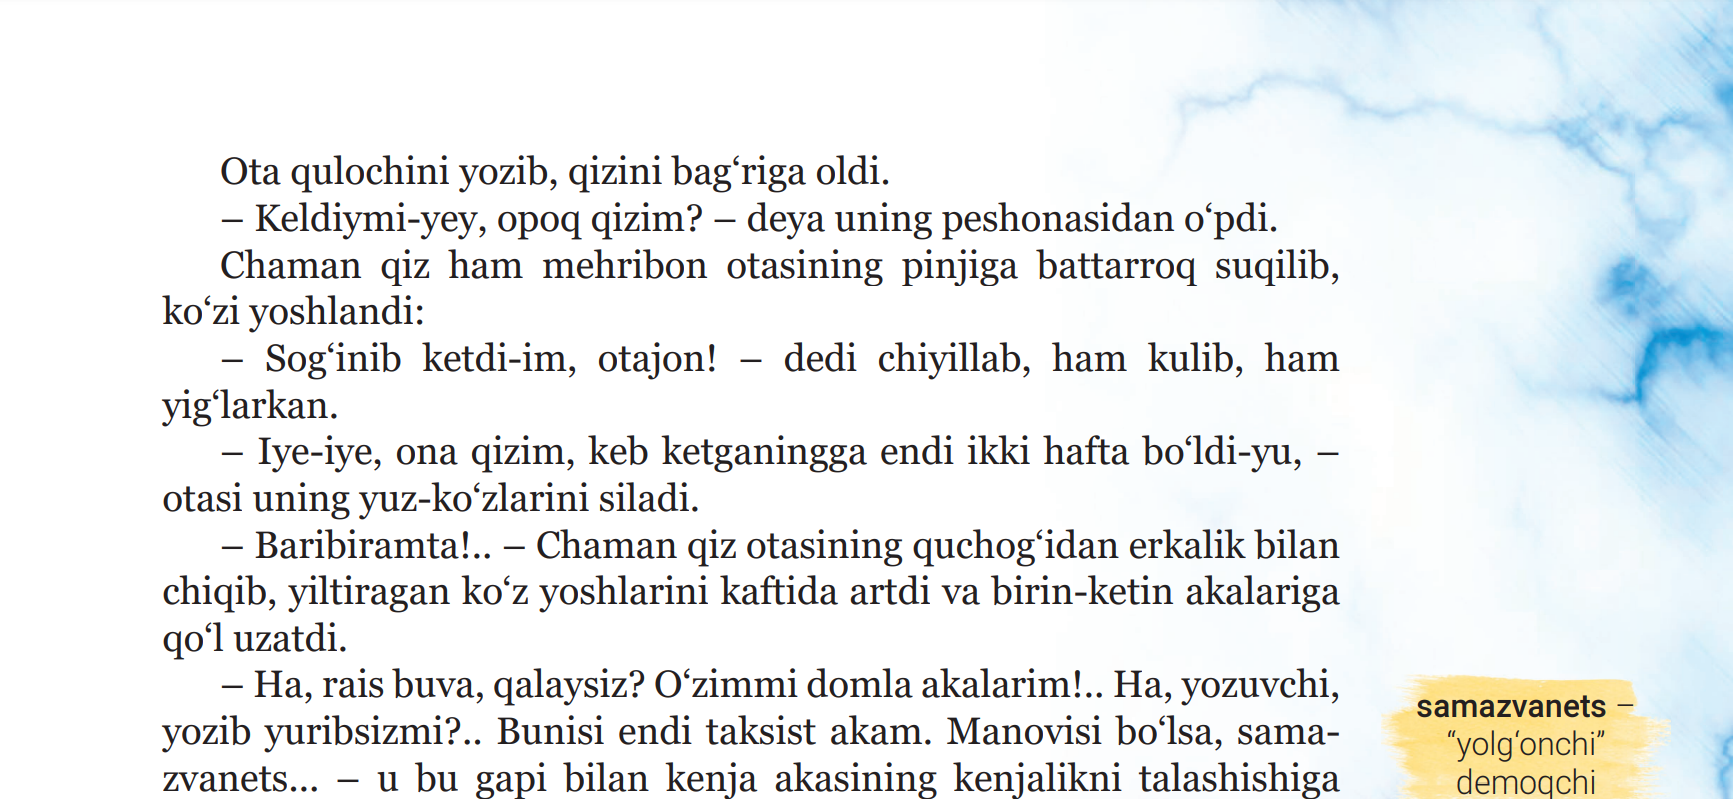 Ota qulochini yozib, qizini bag‘riga oldi.
– Keldiymi-yey, opoq qizim? – deya uning peshonasidan o‘pdi.
Chaman qiz ham mehribon otasining pinjiga battarroq suqilib,
ko‘zi yoshlandi:
– Sog‘inib ketdi-im, otajon! – dedi chiyillab, ham kulib, ham
yig‘larkan.
– Iye-iye, ona qizim, keb ketganingga endi ikki hafta bo‘ldi-yu, –
otasi uning yuz-ko‘zlarini siladi.
– Baribiramta!.. – Chaman qiz otasining quchog‘idan erkalik bilan
chiqib, yiltiragan ko‘z yoshlarini kaftida artdi va birin-ketin akalariga
qo‘l uzatdi.
– Ha, rais buva, qalaysiz? O‘zimmi domla akalarim!.. Ha, yozuvchi,
yozib yuribsizmi?.. Bunisi endi taksist akam. Manovisi bo‘lsa, sama-
zvanets... – u bu gapi bilan kenja akasining kenjalikni talashishiga
samazvanets –
“yolg‘onchi”
demoqchi